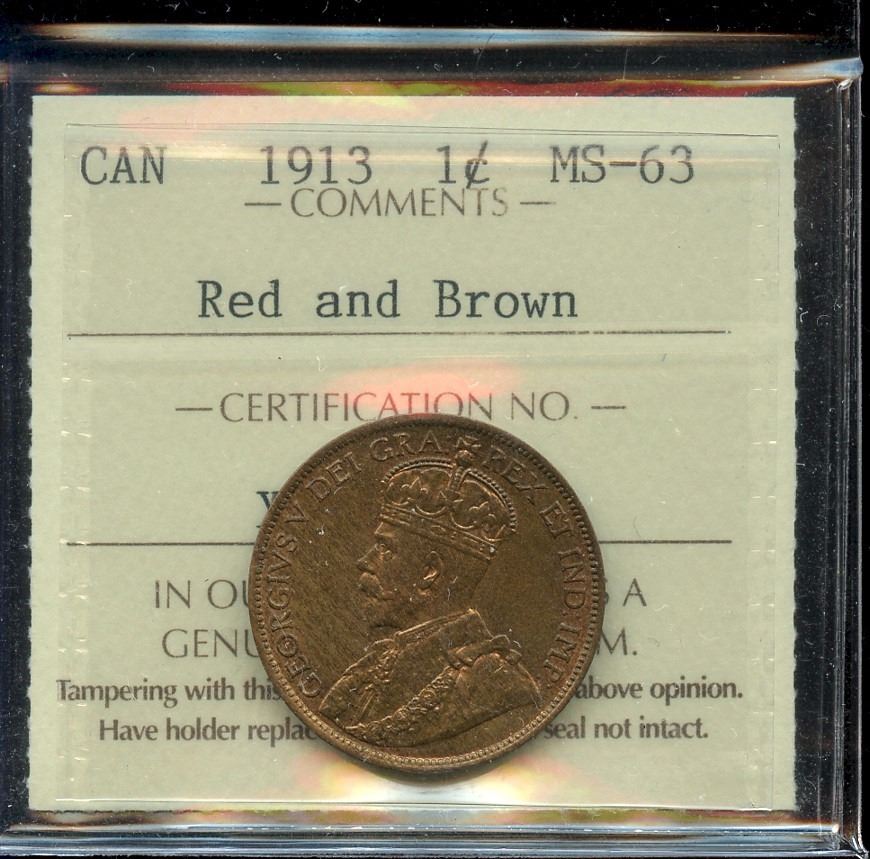 CAN 1913 1¢ MS-63
— COMMENTS —
Red and Brown
— CERTIFICATION NO. —
GEORGIVS V DEI GRA: REX ET IND: IMP:
IN A
Tampering with this above opinion.
Have holder seal not intact.